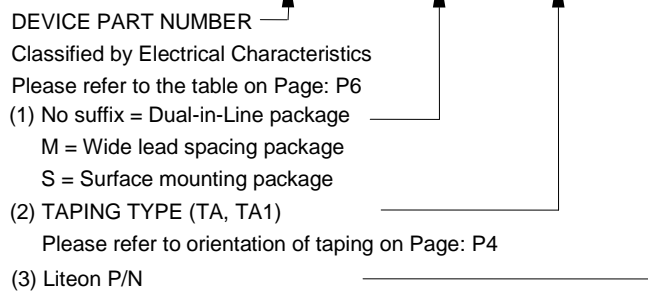 DEVICE PART NUMBER
Classified by Electrical Characteristics
Please refer to the table on Page: P6
(1) No suffix = Dual-in-Line package
M = Wide lead spacing package
S = Surface mounting package
(2) TAPING TYPE (TA, TA1)
Please refer to orientation of taping on Page: P4
(3) Liteon P/N